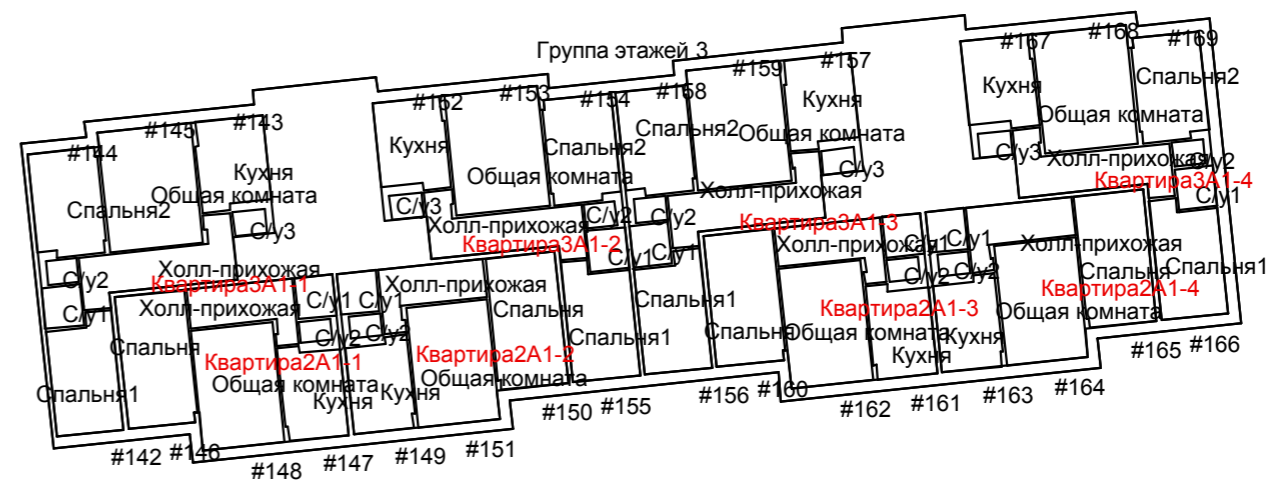 Группа этажей 3
#168
#167
#169
#159
#157
Кухня
Спальня2
#153
#152
#154
#158
Кухня
Общая комната
#145
#143
Спальня2
Общая комната
Кухня
Спальня2
#144
С/у3
Холл-прихожая
С/у2
Кухня
Общая комната
С/у3
Квартира3А1-4
Общая комната
Холл-прихожая
С/у1
Спальня2
С/у3
С/у2
С/у2
Квартира3А1-3
Холл-прихожая
С/у3
Квартира3А1-2
Холл-прихожая
С/у1
С/у1
Холл-прихожая
С/у1
С/у1
Холл-прихожая
С/у2
С/у2
С/у2
Спальня
Спальня1
Квартира3А1-1
Холл-прихожая
Квартира2А1-4
Холл-прихожая
С/у1
С/у1
Спальня
Спальня1
Квартира2А1-3
Общая комната
С/у1
С/у2
С/у2
Спальня1
Спальня
Общая комната
Кухня
Спальня
Квартира2А1-1
Квартира2А1-2
Кухня
#165
#166
Общая комната
Общая комната
Спальня1
Кухня
Кухня
#156
#160
#162
#161
#163
#164
#150
#155
#142
#146
#148
#147
#149
#151